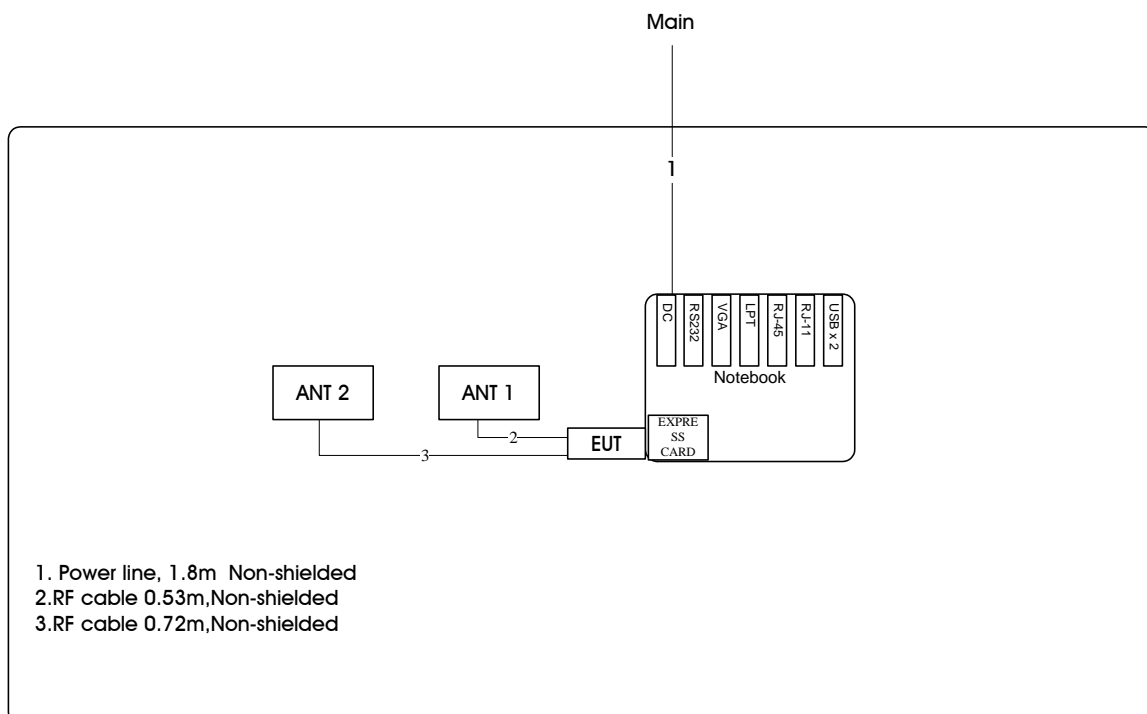 Main
1
DC
RS232
VGA
LPT
RJ-45
RJ-11
USB x 2
Notebook
ANT 2
ANT 1
EXPRE
SS
CARD
2
EUT
3
1. Power line, 1.8m Non-shielded
2.RF cable 0.53m,Non-shielded
3.RF cable 0.72m,Non-shielded